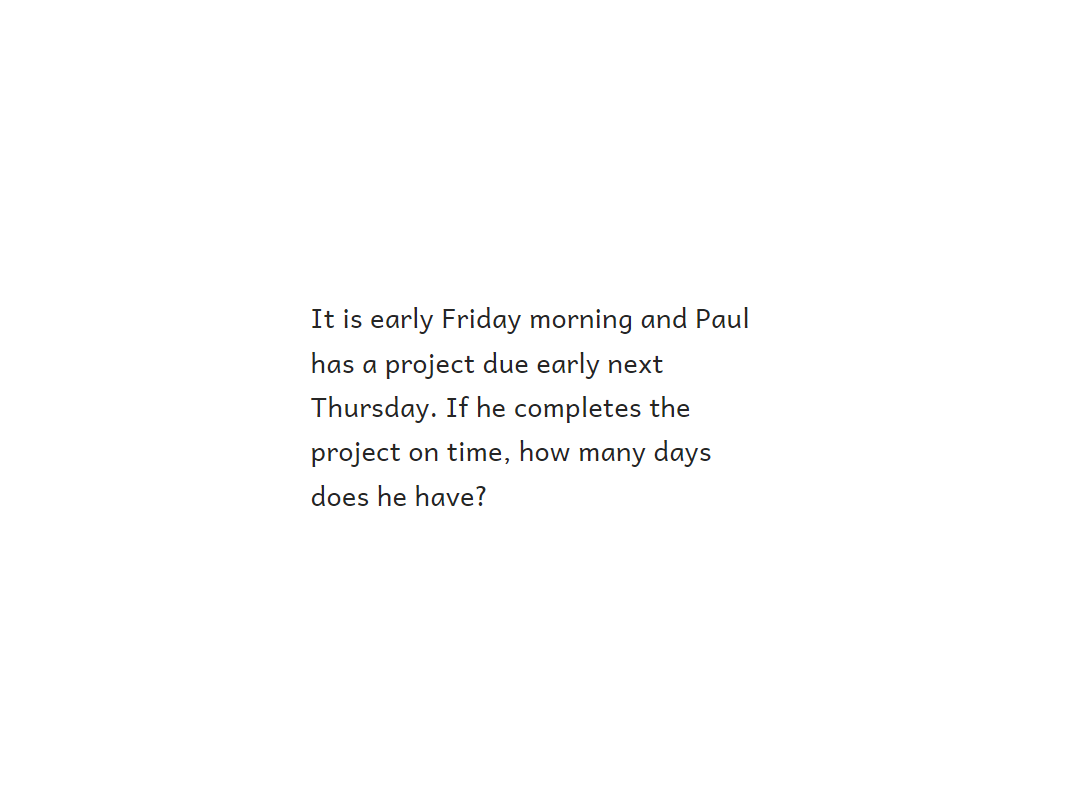 It is early Friday morning and Paul
has a project due early next
Thursday. If he completes the
project on time, how many days
does he have?